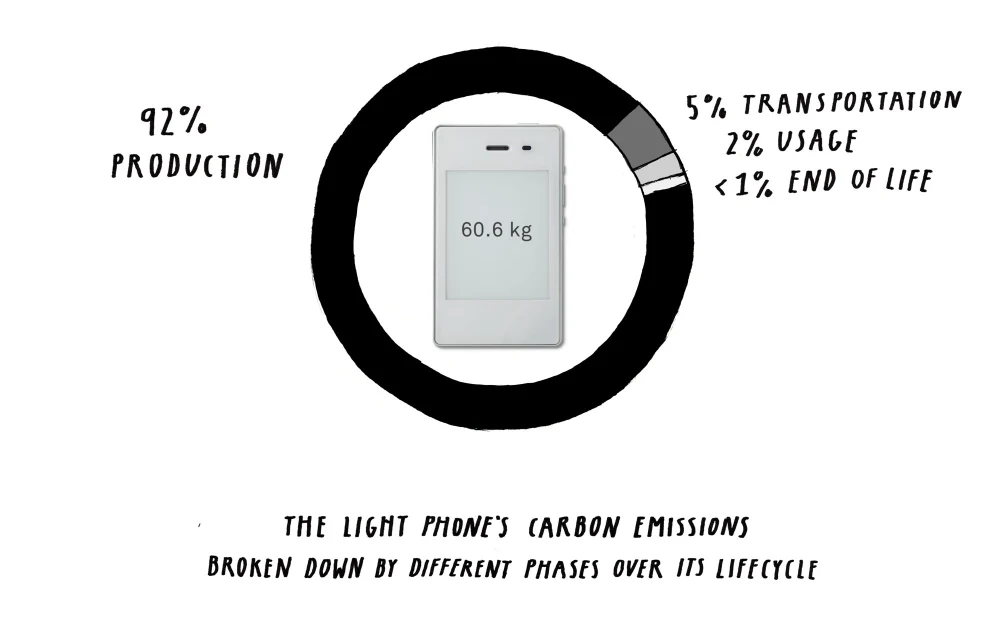 92%
PRODUCTION
5% TRANSPORTATION
2% USAGE
<1% END OF LIFE
60.6 kg
THE LIGHT PHONE'S CARBON EMISSIONS
BROKEN DOWN BY DIFFERENT PHASES OVER ITS LIFECYCLE